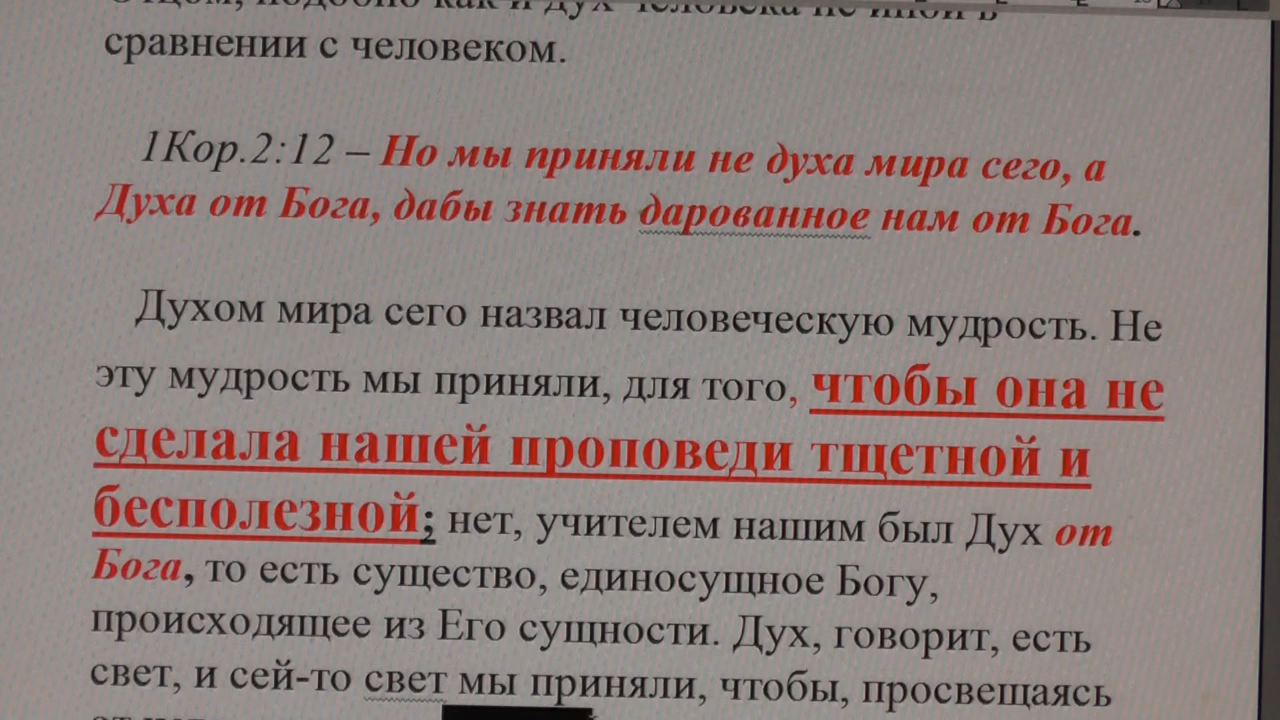 сравнении с человеком.
1Кор.2:12 – Но мы приняли не духа мира сего, а
Духа от Бога, дабы знать дарованное нам от Бога.
Духом мира сего назвал человеческую мудрость. Не
эту мудрость мы приняли, для того, чтобы она не
сделала нашей проповеди тщетной и
бесполезной; нет, учителем нашим был Дух от
Бога, то есть существо, единосущное Богу,
происходящее из Его сущности. Дух, говорит, есть
свет, и сей-то свет мы приняли, чтобы, просвещаясь